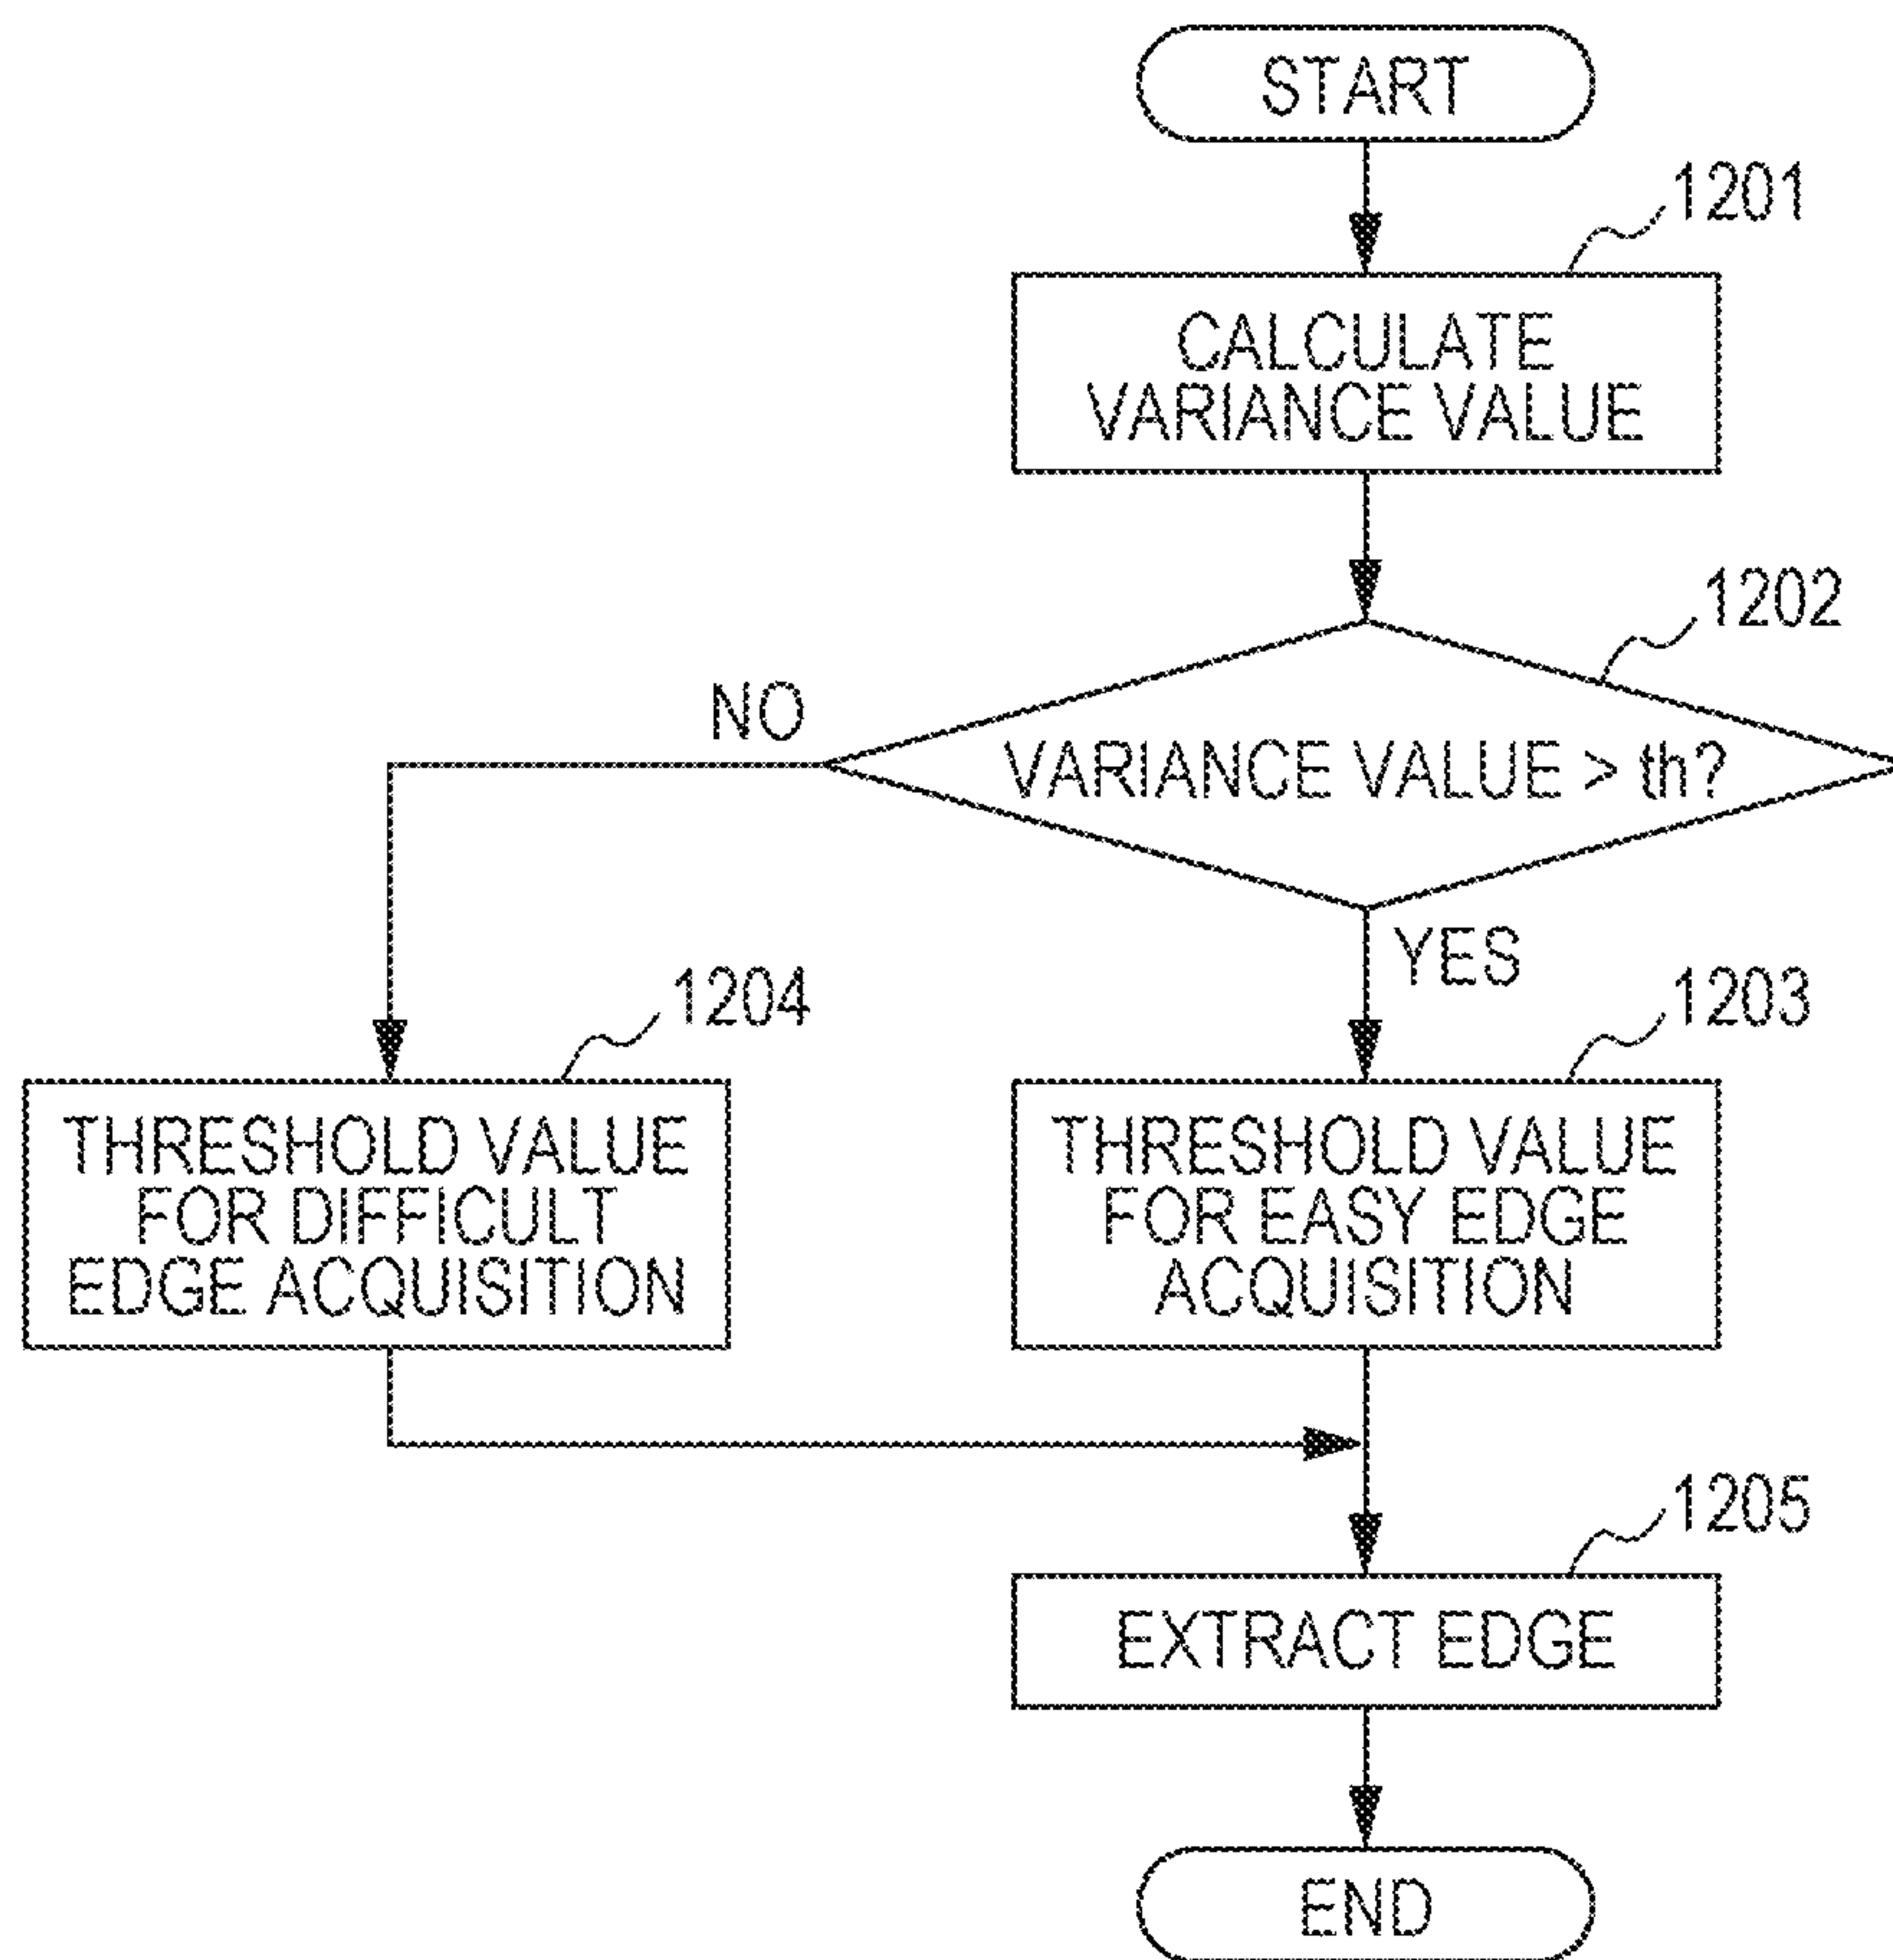 START
1201
CALCULATE
VARIANCE VALUE
1202
NO
VARIANCE VALUE > th?
YES
1204
1203
THRESHOLD VALUE
FOR DIFFICULT
EDGE ACQUISITION
THRESHOLD VALUE
FOR EASY EDGE
ACQUISITION
1205
EXTRACT EDGE
END